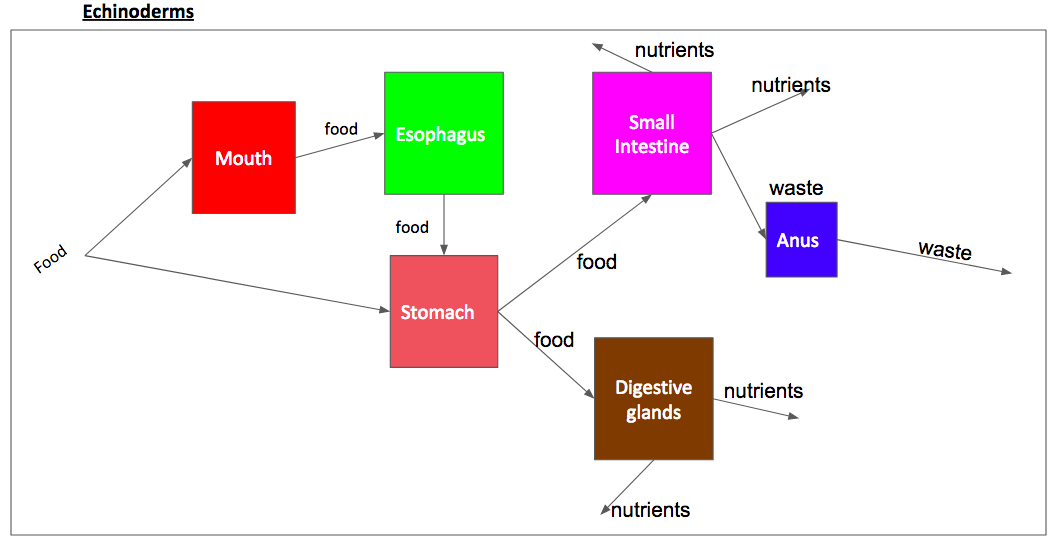 Echinoderms
nutrients
nutrients
Small
Intestine
food
Esophagus
Mouth
waste
food
Anus
waste
Food
food
Stomach
food
Digestive
glands
nutrients
nutrients